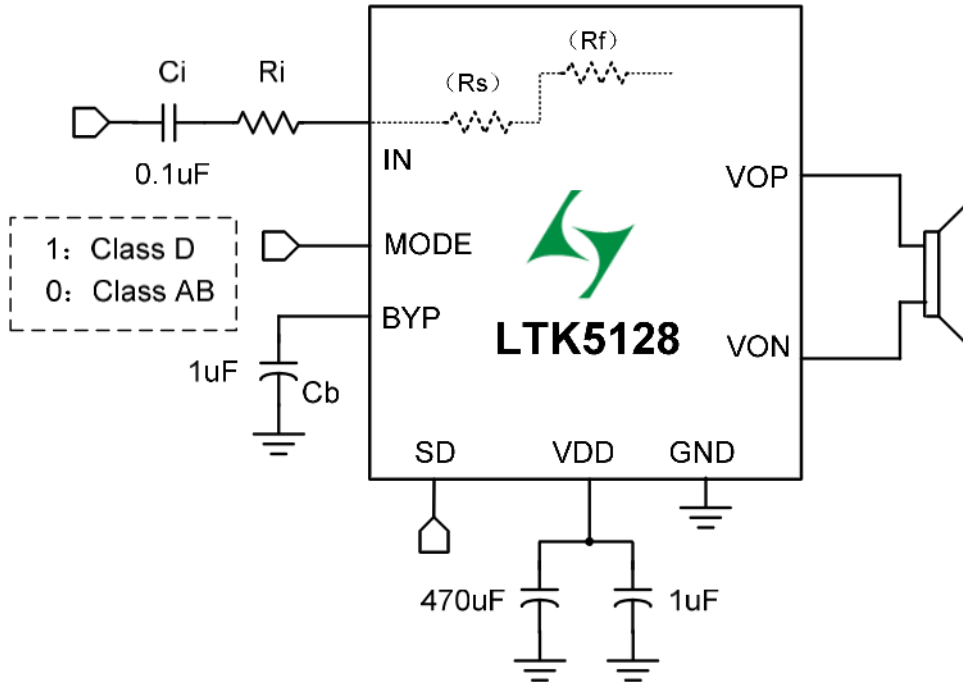 (Rf)
Ci
Ri
(Rs)
0.1uF
IN
VOP
1: Class D
0: Class AB
MODE
BYP
LTK5128
VON
1uF
Cb
SD
VDD
GND
470uF
1uF